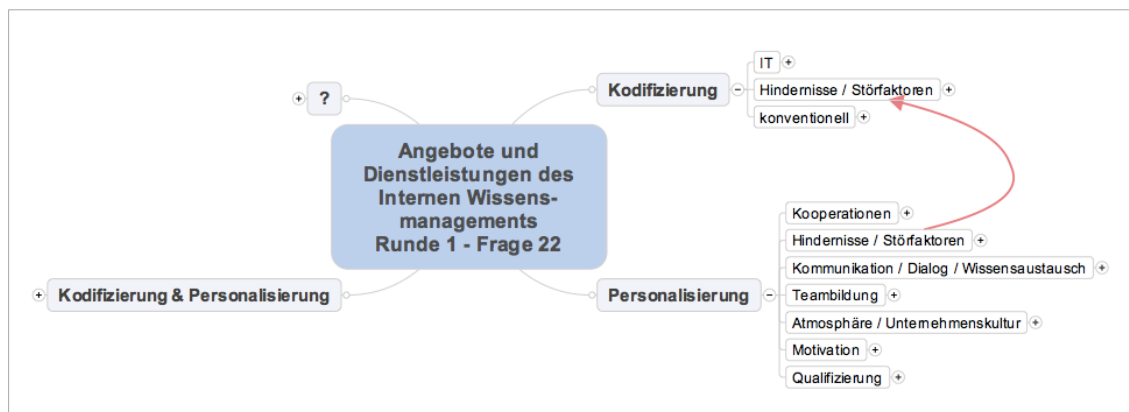 ?
Angebote und
Dienstleistungen des
Internen Wissens-
managements
Runde 1 - Frage 22
Kodifizierung & Personalisierung
Kodifizierung
IT
Hindernisse / Störfaktoren
konventionell
Personalisierung
Kooperationen
Hindernisse / Störfaktoren
Kommunikation / Dialog / Wissensaustausch
Teambildung
Atmosphäre / Unternehmenskultur
Motivation
Qualifizierung